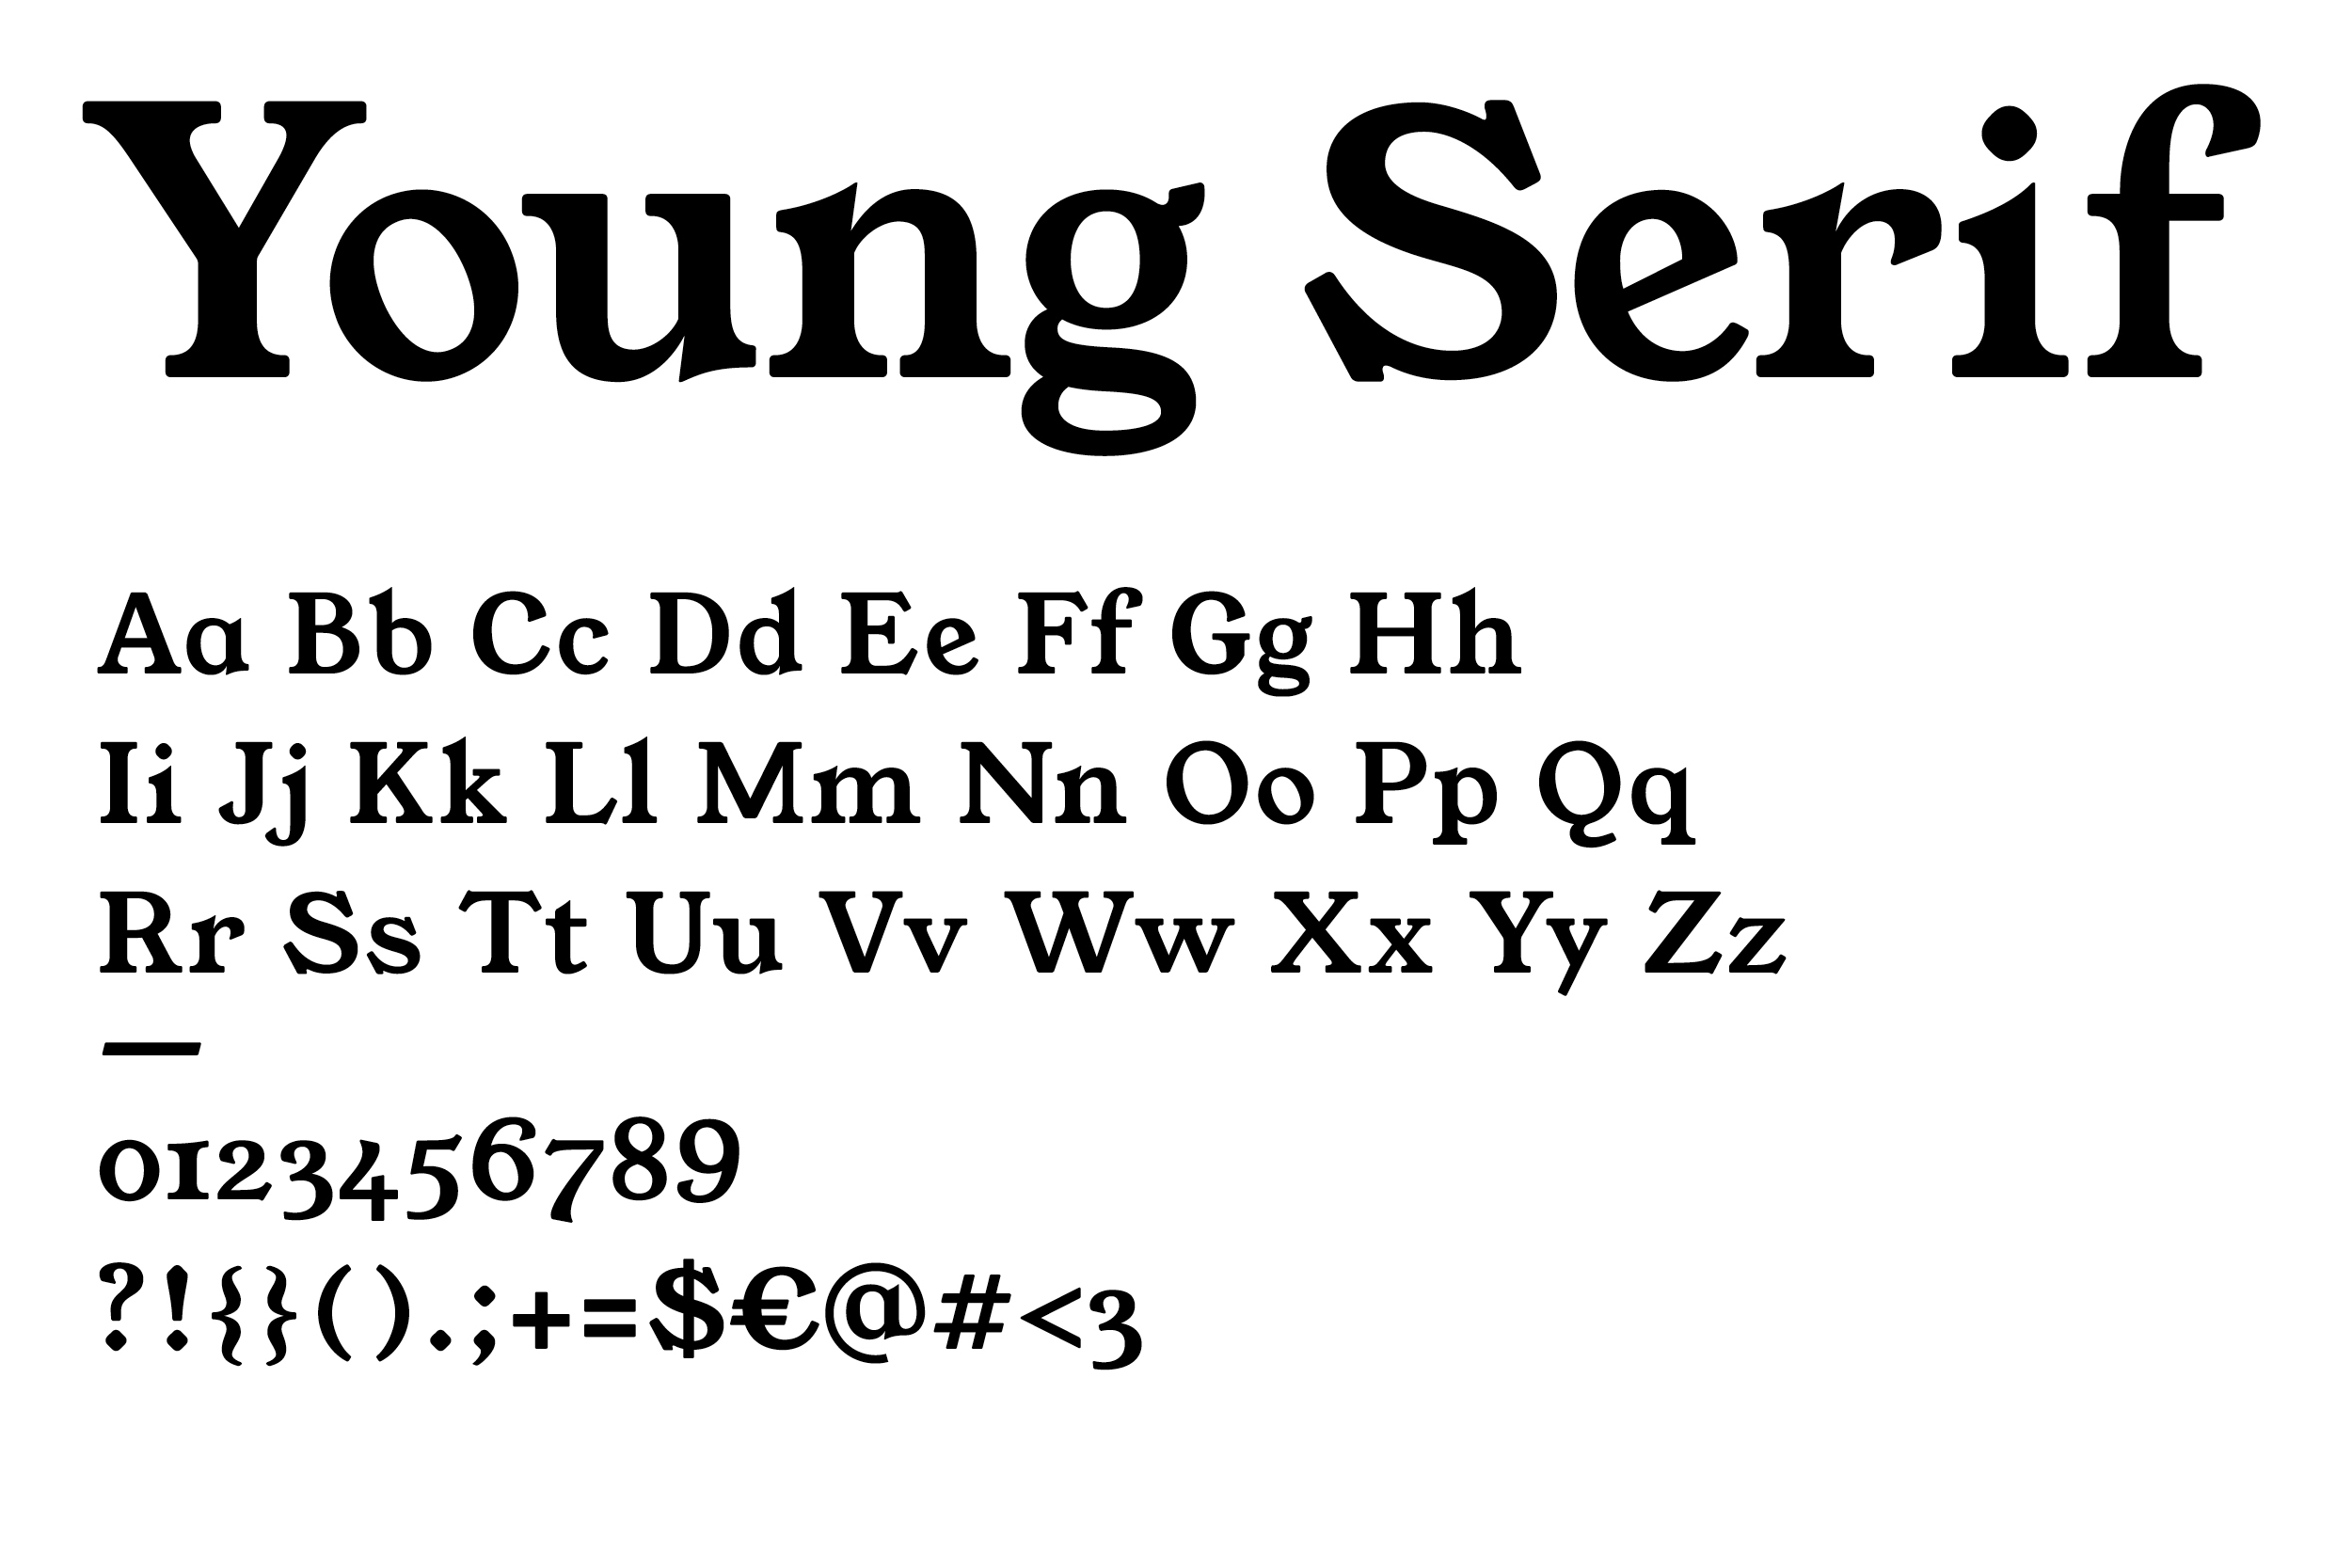 Young Serif
Aa Bb Cc Dd Ee Ff Gg Hh
Ii Jj Kk Ll Mm Nn Oo Pp Qq
Rr Ss Tt Uu Vv Ww Xx Yy Zz
—
0123456789
?!{}().;+=$€@#<3